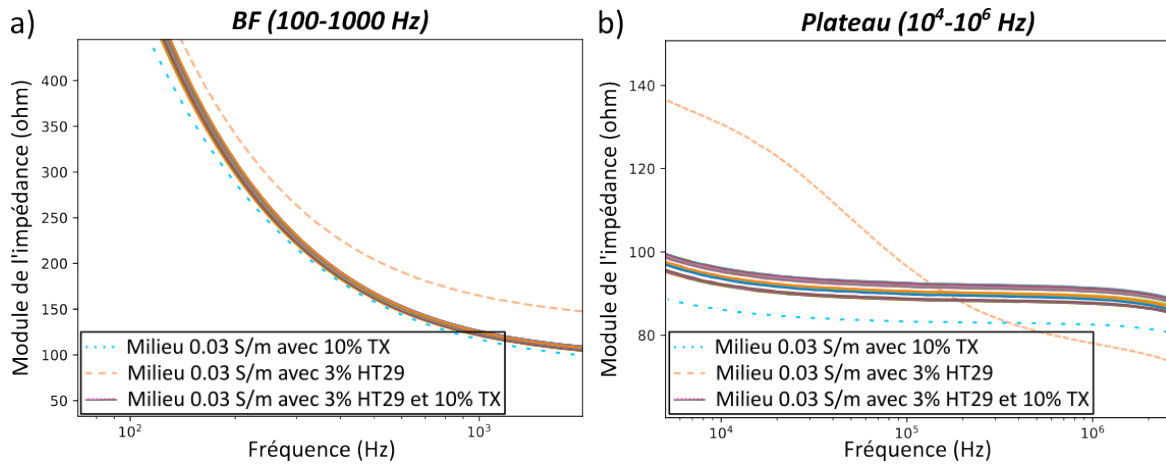 a)
BF (100-1000 Hz)
Module de l'impédance (ohm)
400
350
300
250
200
150
100
50
Milieu 0.03 S/m avec 10% TX
Milieu 0.03 S/m avec 3% HT29
Milieu 0.03 S/m avec 3% HT29 et 10% TX
10²
10³
Fréquence (Hz)
b)
Plateau (10⁴-10⁶ Hz)
Module de l'impédance (ohm)
140
120
100
80
Milieu 0.03 S/m avec 10% TX
Milieu 0.03 S/m avec 3% HT29
Milieu 0.03 S/m avec 3% HT29 et 10% TX
10⁴
10⁵
10⁶
Fréquence (Hz)